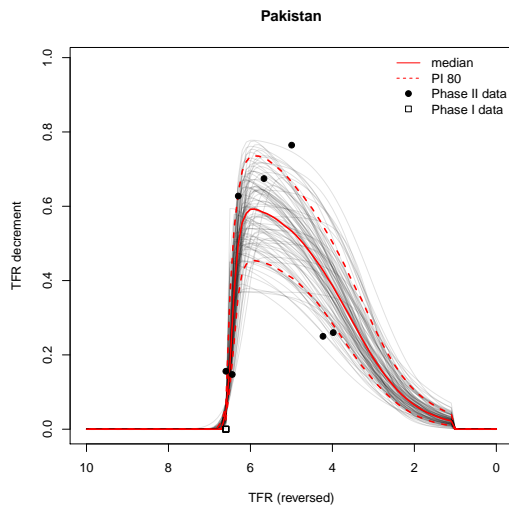 Pakistan
median
PI 80
Phase II data
Phase I data
TFR decrement
1.0
0.8
0.6
0.4
0.2
0.0
10 8 6 4 2 0
TFR (reversed)